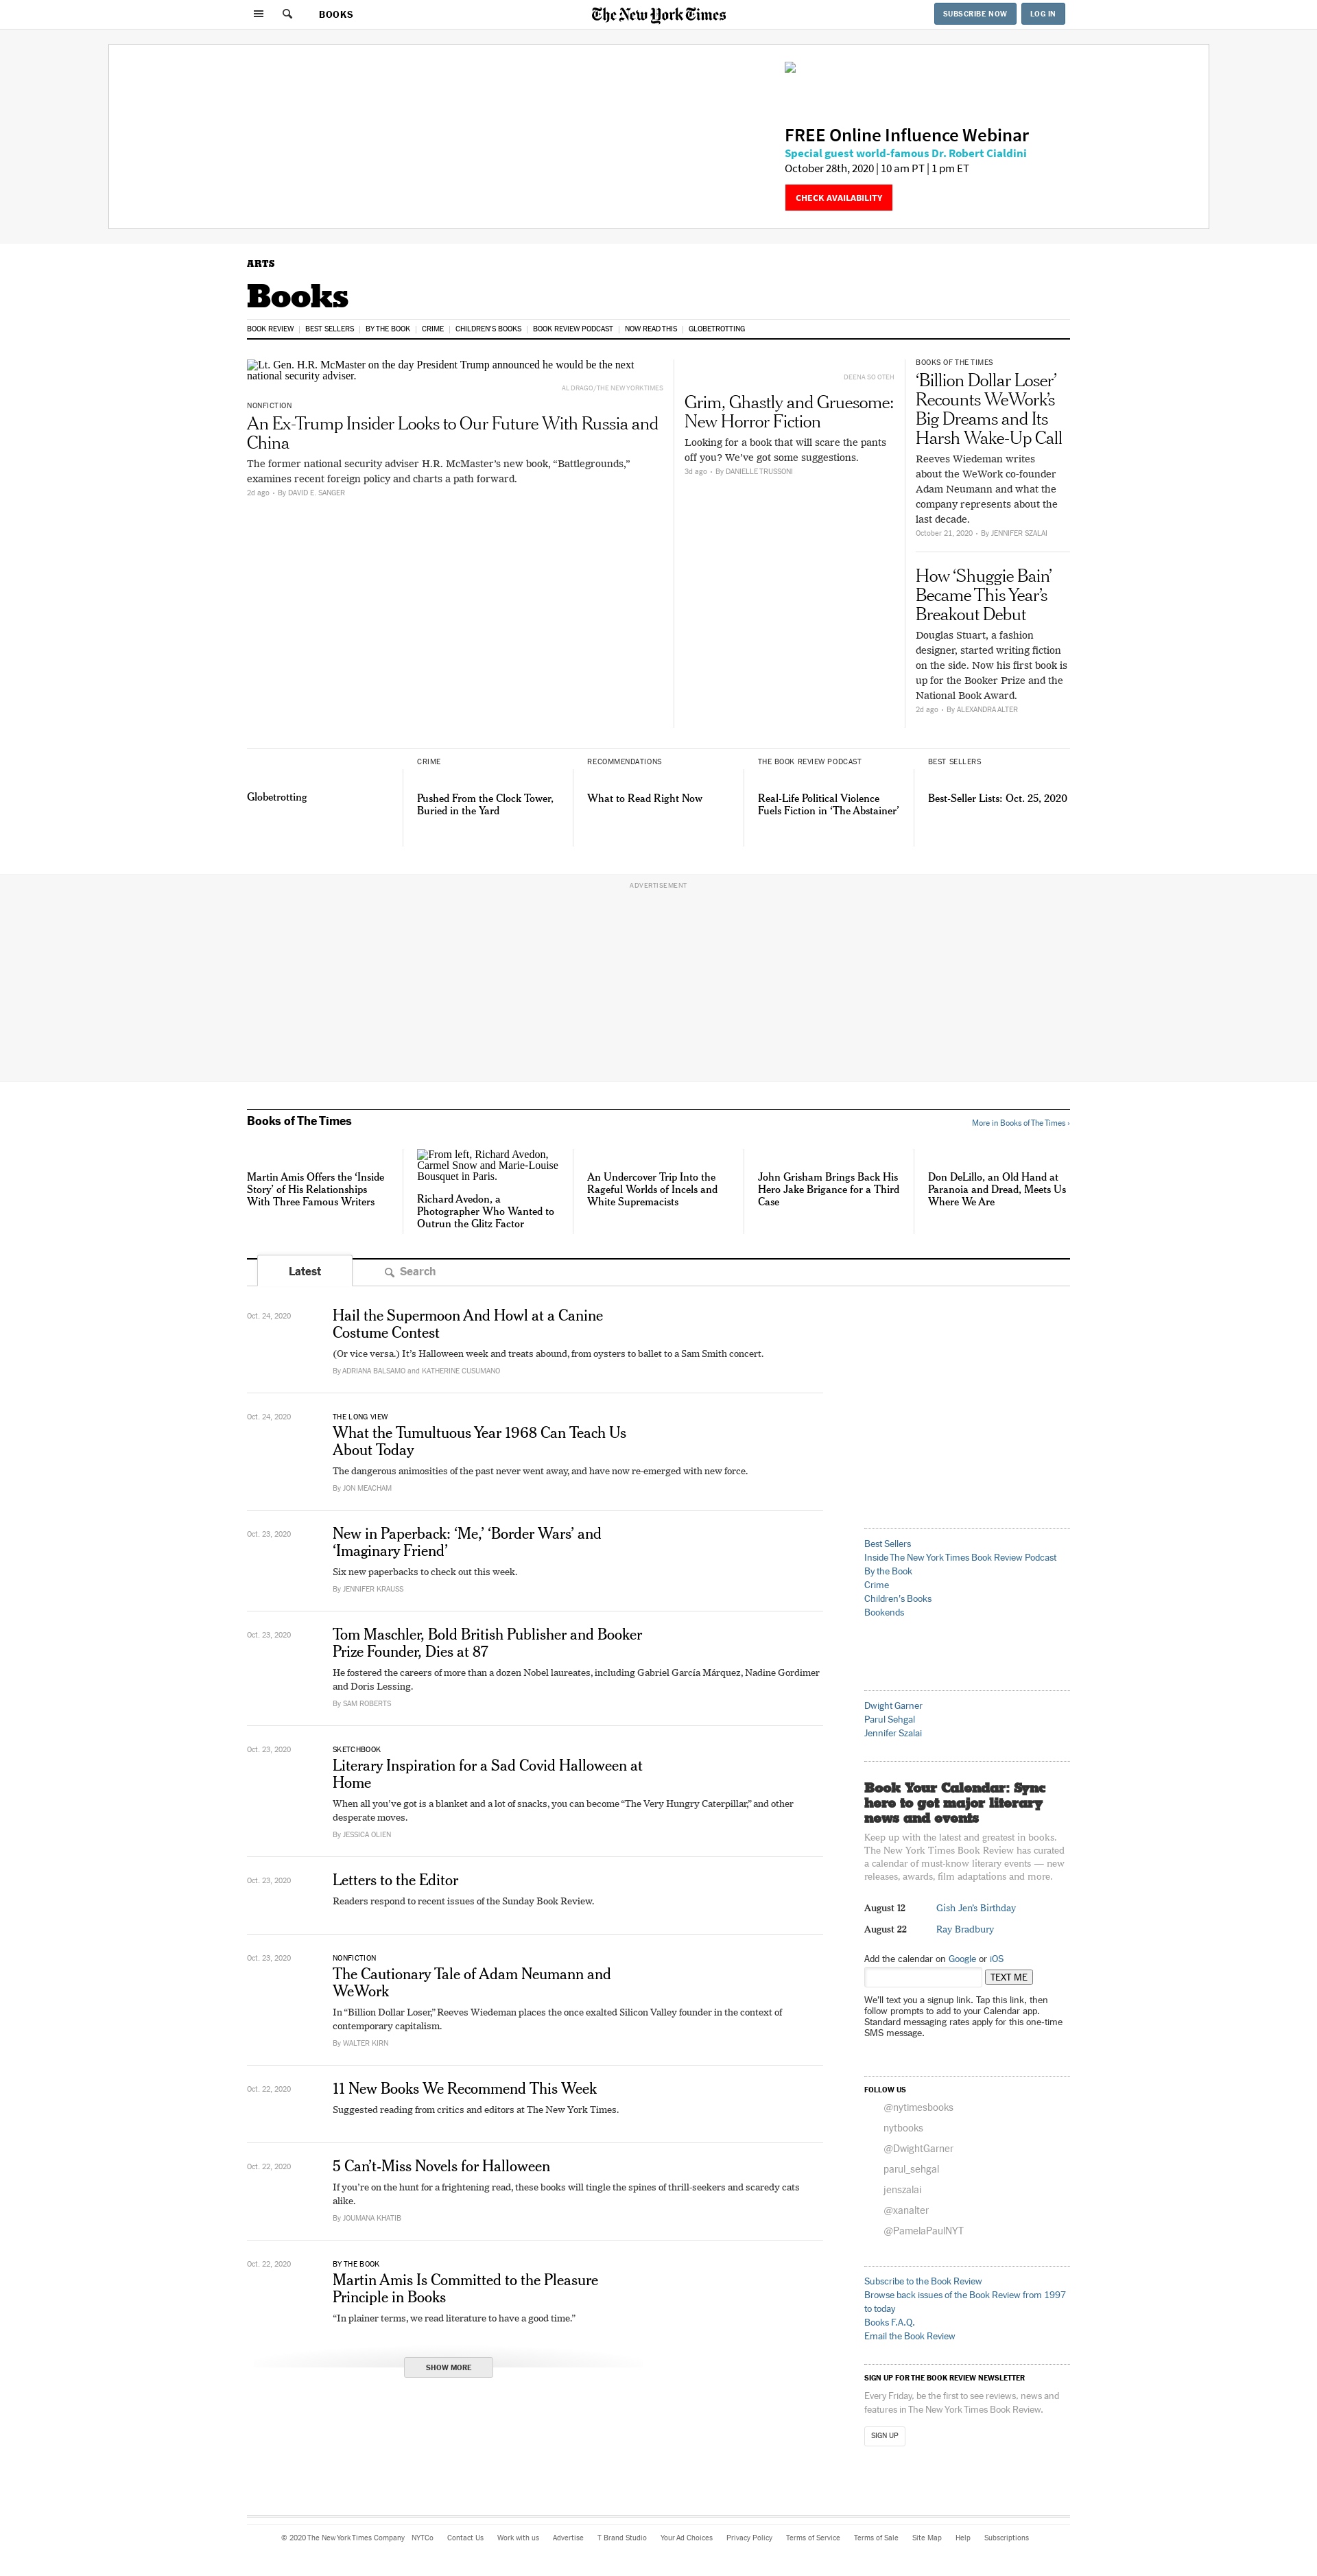 BOOKS
The New York Times
SUBSCRIBE NOW
LOG IN
FREE Online Influence Webinar
Special guest world-famous Dr. Robert Cialdini
October 28th, 2020 | 10 am PT | 1 pm ET
CHECK AVAILABILITY
ARTS
Books
BOOK REVIEW | BEST SELLERS | BY THE BOOK | CRIME | CHILDREN'S BOOKS | BOOK REVIEW PODCAST | NOW READ THIS | GLOBETROTTING
Lt. Gen. H.R. McMaster on the day President Trump announced he would be the next
national security adviser.
AL DRAGO/THE NEW YORK TIMES
NONFICTION
An Ex-Trump Insider Looks to Our Future With Russia and
China
The former national security adviser H.R. McMaster’s new book, “Battlegrounds,”
examines recent foreign policy and charts a path forward.
2d ago • By DAVID E. SANGER
DEENA SO OTEH
Grim, Ghastly and Gruesome:
New Horror Fiction
Looking for a book that will scare the pants
off you? We’ve got some suggestions.
3d ago • By DANIELLE TRUSSONI
BOOKS OF THE TIMES
‘Billion Dollar Loser’
Recounts WeWork’s
Big Dreams and Its
Harsh Wake-Up Call
Reeves Wiedeman writes
about the WeWork co-founder
Adam Neumann and what the
company represents about the
last decade.
October 21, 2020 • By JENNIFER SZALAI
How ‘Shuggie Bain’
Became This Year’s
Breakout Debut
Douglas Stuart, a fashion
designer, started writing fiction
on the side. Now his first book is
up for the Booker Prize and the
National Book Award.
2d ago • By ALEXANDRA ALTER
Globetrotting
CRIME
Pushed From the Clock Tower,
Buried in the Yard
RECOMMENDATIONS
What to Read Right Now
THE BOOK REVIEW PODCAST
Real-Life Political Violence
Fuels Fiction in ‘The Abstainer’
BEST SELLERS
Best-Seller Lists: Oct. 25, 2020
ADVERTISEMENT
Books of The Times
More in Books of The Times ›
Martin Amis Offers the ‘Inside
Story’ of His Relationships
With Three Famous Writers
From left, Richard Avedon,
Carmel Snow and Marie-Louise
Bousquet in Paris.
Richard Avedon, a
Photographer Who Wanted to
Outrun the Glitz Factor
An Undercover Trip Into the
Rageful Worlds of Incels and
White Supremacists
John Grisham Brings Back His
Hero Jake Brigance for a Third
Case
Don DeLillo, an Old Hand at
Paranoia and Dread, Meets Us
Where We Are
Latest
Search
Oct. 24, 2020
Hail the Supermoon And Howl at a Canine
Costume Contest
(Or vice versa.) It’s Halloween week and treats abound, from oysters to ballet to a Sam Smith concert.
By ADRIANA BALSAMO and KATHERINE CUSUMANO
Oct. 24, 2020
THE LONG VIEW
What the Tumultuous Year 1968 Can Teach Us
About Today
The dangerous animosities of the past never went away, and have now re-emerged with new force.
By JON MEACHAM
Oct. 23, 2020
New in Paperback: ‘Me,’ ‘Border Wars’ and
‘Imaginary Friend’
Six new paperbacks to check out this week.
By JENNIFER KRAUSS
Oct. 23, 2020
Tom Maschler, Bold British Publisher and Booker
Prize Founder, Dies at 87
He fostered the careers of more than a dozen Nobel laureates, including Gabriel García Márquez, Nadine Gordimer
and Doris Lessing.
By SAM ROBERTS
Oct. 23, 2020
SKETCHBOOK
Literary Inspiration for a Sad Covid Halloween at
Home
When all you’ve got is a blanket and a lot of snacks, you can become “The Very Hungry Caterpillar,” and other
desperate moves.
By JESSICA OLIEN
Oct. 23, 2020
Letters to the Editor
Readers respond to recent issues of the Sunday Book Review.
Oct. 23, 2020
NONFICTION
The Cautionary Tale of Adam Neumann and
WeWork
In “Billion Dollar Loser,” Reeves Wiedeman places the once exalted Silicon Valley founder in the context of
contemporary capitalism.
By WALTER KIRN
Oct. 22, 2020
11 New Books We Recommend This Week
Suggested reading from critics and editors at The New York Times.
Oct. 22, 2020
5 Can’t-Miss Novels for Halloween
If you’re on the hunt for a frightening read, these books will tingle the spines of thrill-seekers and scaredy cats
alike.
By JOUMANA KHATIB
Oct. 22, 2020
BY THE BOOK
Martin Amis Is Committed to the Pleasure
Principle in Books
“In plainer terms, we read literature to have a good time.”
SHOW MORE
Best Sellers
Inside The New York Times Book Review Podcast
By the Book
Crime
Children's Books
Bookends
Dwight Garner
Parul Sehgal
Jennifer Szalai
Book Your Calendar: Sync
here to get major literary
news and events
Keep up with the latest and greatest in books.
The New York Times Book Review has curated
a calendar of must-know literary events — new
releases, awards, film adaptations and more.
August 12 Gish Jen’s Birthday
August 22 Ray Bradbury
Add the calendar on Google or iOS
TEXT ME
We'll text you a signup link. Tap this link, then
follow prompts to add to your Calendar app.
Standard messaging rates apply for this one-time
SMS message.
FOLLOW US
@nytimesbooks
nytbooks
@DwightGarner
parul_sehgal
jenszalai
@xanalter
@PamelaPaulNYT
Subscribe to the Book Review
Browse back issues of the Book Review from 1997
to today
Books F.A.Q.
Email the Book Review
SIGN UP FOR THE BOOK REVIEW NEWSLETTER
Every Friday, be the first to see reviews, news and
features in The New York Times Book Review.
SIGN UP
© 2020 The New York Times Company NYTCo Contact Us Work with us Advertise T Brand Studio Your Ad Choices Privacy Policy Terms of Service Terms of Sale Site Map Help Subscriptions